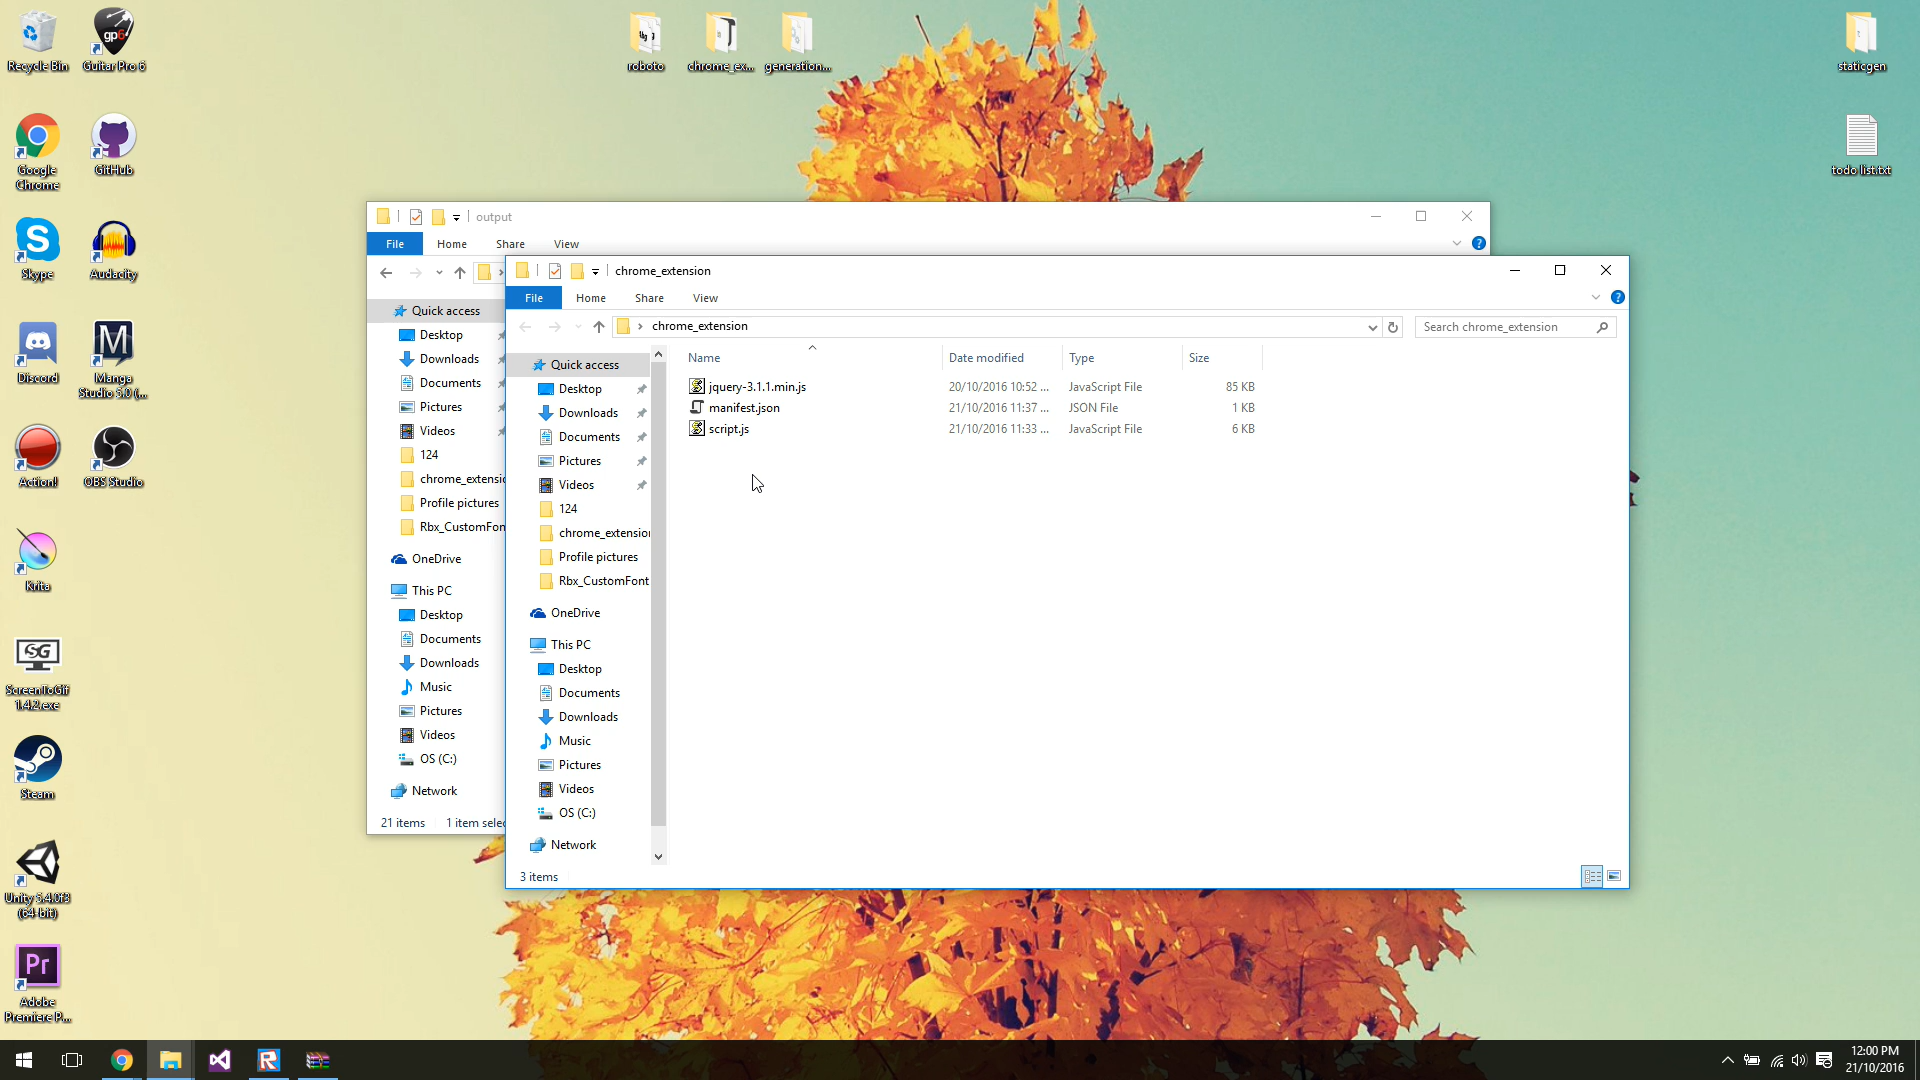 Recycle Bin
Guitar Pro 6
roboto
chrome_ex...
generation...
staticgen
Google
Chrome
GitHub
todo list.txt
Skype
Audacity
Discord
Manga
Studio 5.0 (...
Action!
OBS Studio
Krita
ScreenToGif
1.4.2.exe
Steam
Unity 5.4.0f3
(64-bit)
Adobe
Premiere P...
output
File
Home
Share
View
Quick access
Desktop
Downloads
Documents
Pictures
Videos
124
chrome_extensio
Profile pictures
Rbx_CustomFon
OneDrive
This PC
Desktop
Documents
Downloads
Music
Pictures
Videos
OS (C:)
Network
21 items
1 item selec
chrome_extension
File
Home
Share
View
chrome_extension
Search chrome_extension
Quick access
Desktop
Downloads
Documents
Pictures
Videos
124
chrome_extension
Profile pictures
Rbx_CustomFont
OneDrive
This PC
Desktop
Documents
Downloads
Music
Pictures
Videos
OS (C:)
Network
Name
Date modified
Type
Size
jquery-3.1.1.min.js
20/10/2016 10:52 ...
JavaScript File
85 KB
manifest.json
21/10/2016 11:37 ...
JSON File
1 KB
script.js
21/10/2016 11:33 ...
JavaScript File
6 KB
3 items
12:00 PM
21/10/2016